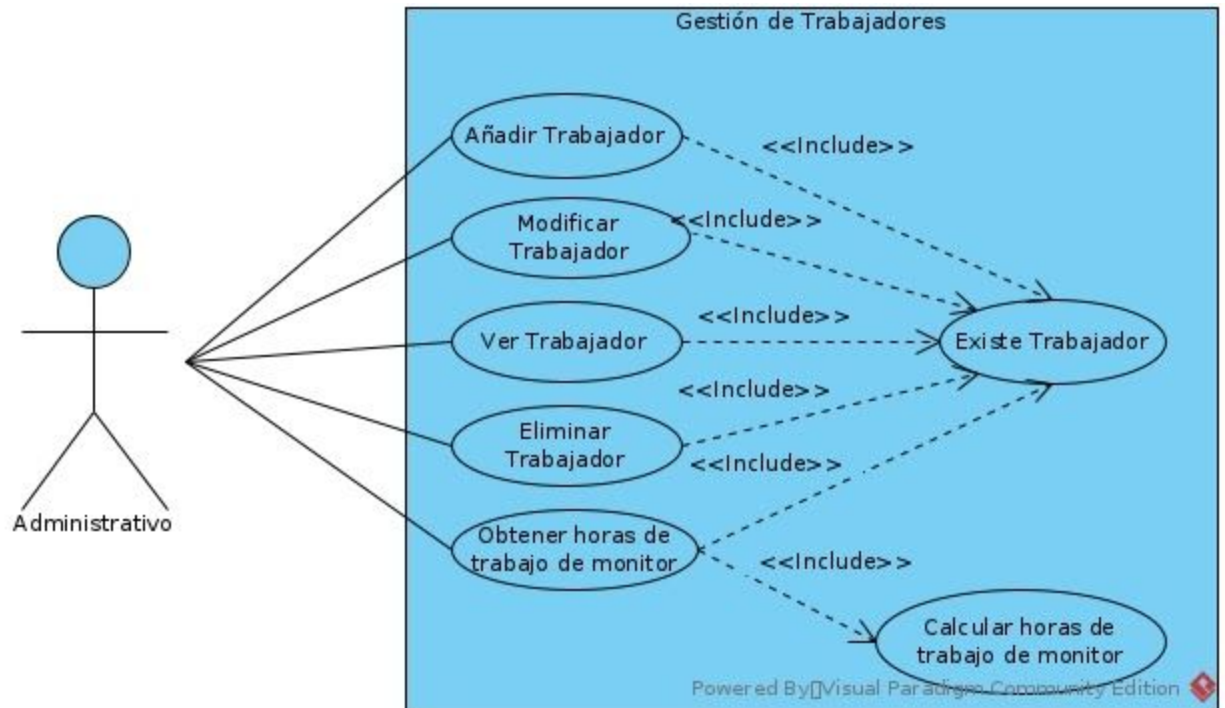 Gestión de Trabajadores
Añadir Trabajador
<<Include>>
Modificar
Trabajador
<<Include>>
Ver Trabajador
<<Include>>
Existe Trabajador
Eliminar
Trabajador
<<Include>>
Obtener horas de
trabajo de monitor
<<Include>>
<<Include>>
Calcular horas de
trabajo de monitor
Administrativo
Powered By▯Visual Paradigm Community Edition